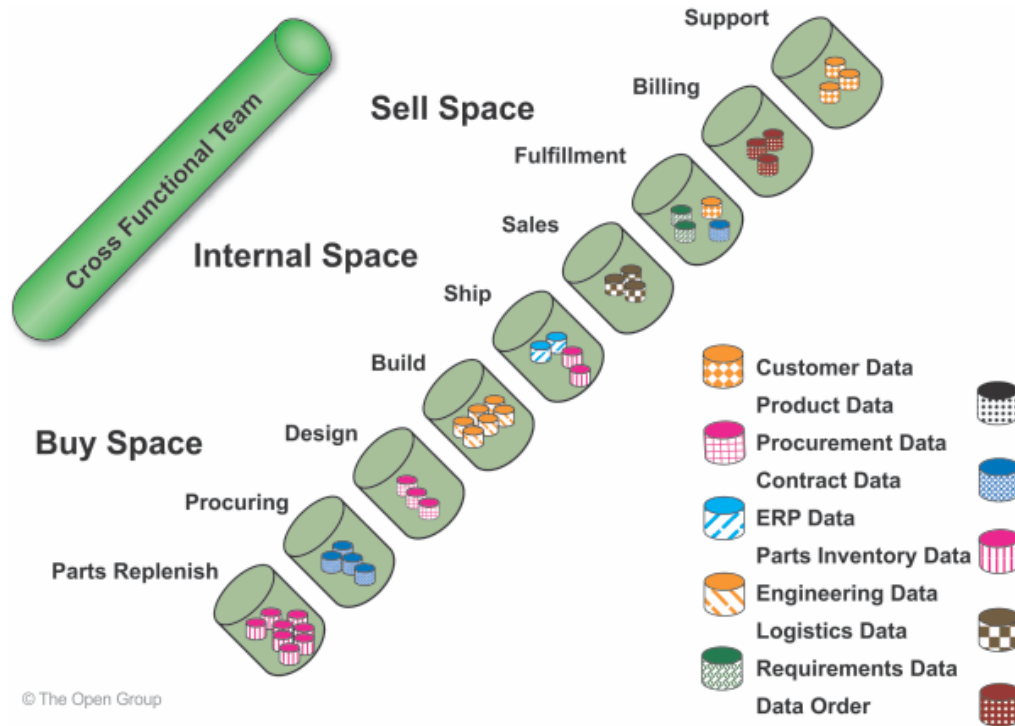 Support
Billing
Sell Space
Fulfillment
Cross Functional Team
Sales
Internal Space
Ship
Build
Buy Space
Design
Procuring
Parts Replenish
Customer Data
Product Data
Procurement Data
Contract Data
ERP Data
Parts Inventory Data
Engineering Data
Logistics Data
Requirements Data
Data Order
© The Open Group